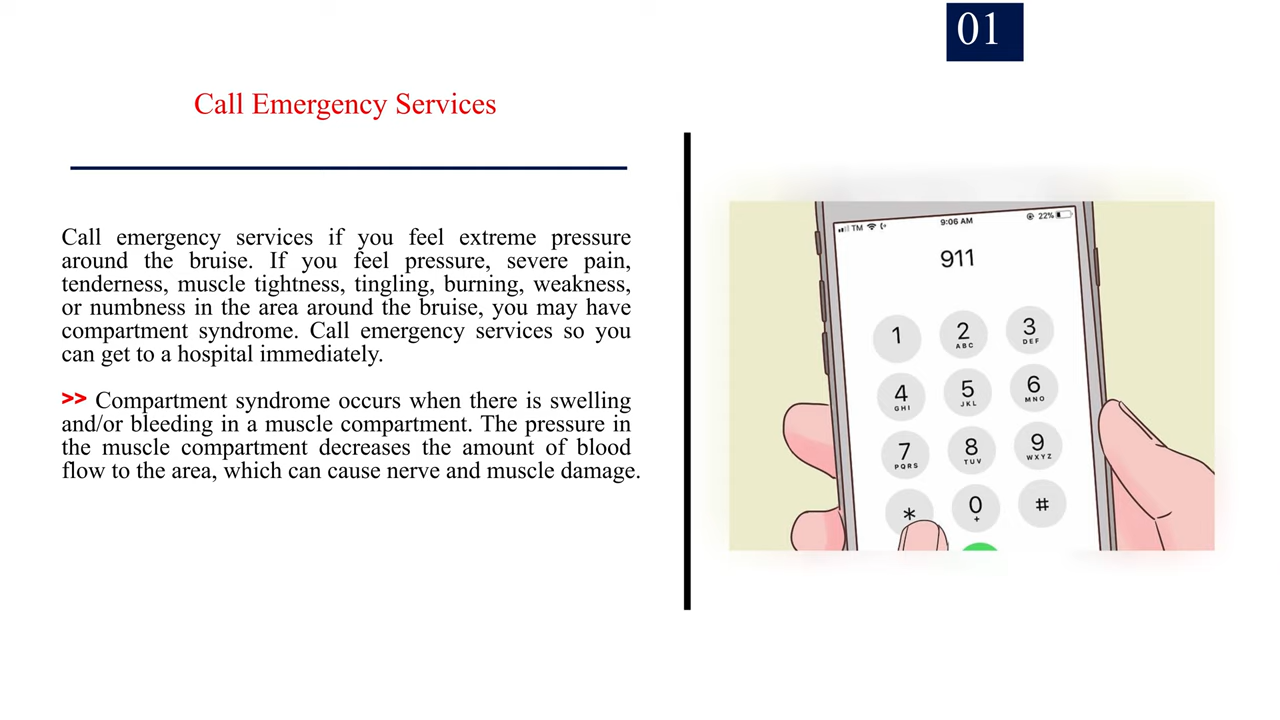 01
Call Emergency Services
Call emergency services if you feel extreme pressure
around the bruise. If you feel pressure, severe pain,
tenderness, muscle tightness, tingling, burning, weakness,
or numbness in the area around the bruise, you may have
compartment syndrome. Call emergency services so you
can get to a hospital immediately.
>> Compartment syndrome occurs when there is swelling
and/or bleeding in a muscle compartment. The pressure in
the muscle compartment decreases the amount of blood
flow to the area, which can cause nerve and muscle damage.
TM 9:06 AM 22%
911
1 2 3
ABC DEF
4 5 6
GHI JKL MNO
7 8 9
PQRS TUV WXYZ
* 0 #
+